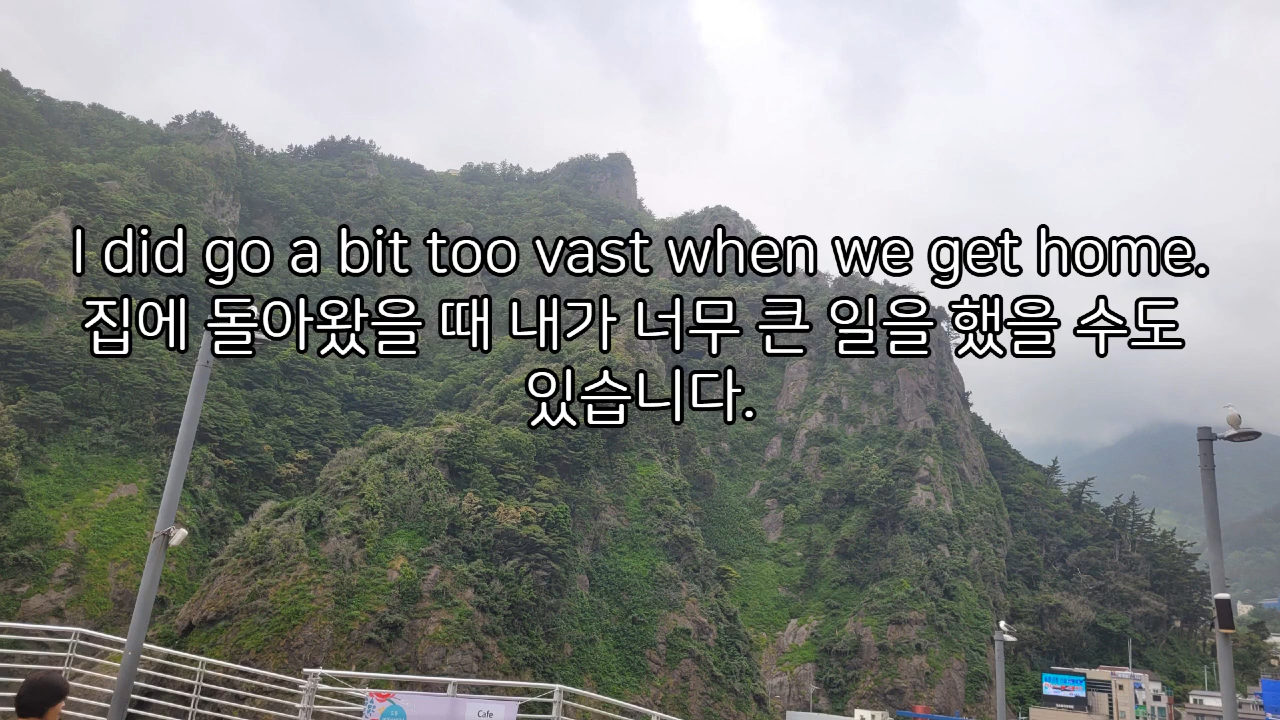 I did go a bit too vast when we get home.
집에 돌아왔을 때 내가 너무 큰 일을 했을 수도
있습니다.
Cafe